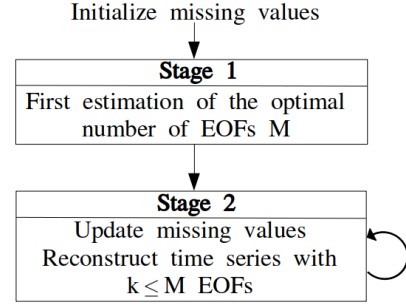 Initialize missing values
Stage 1
First estimation of the optimal
number of EOFs M
Stage 2
Update missing values
Reconstruct time series with
k ≤ M EOFs